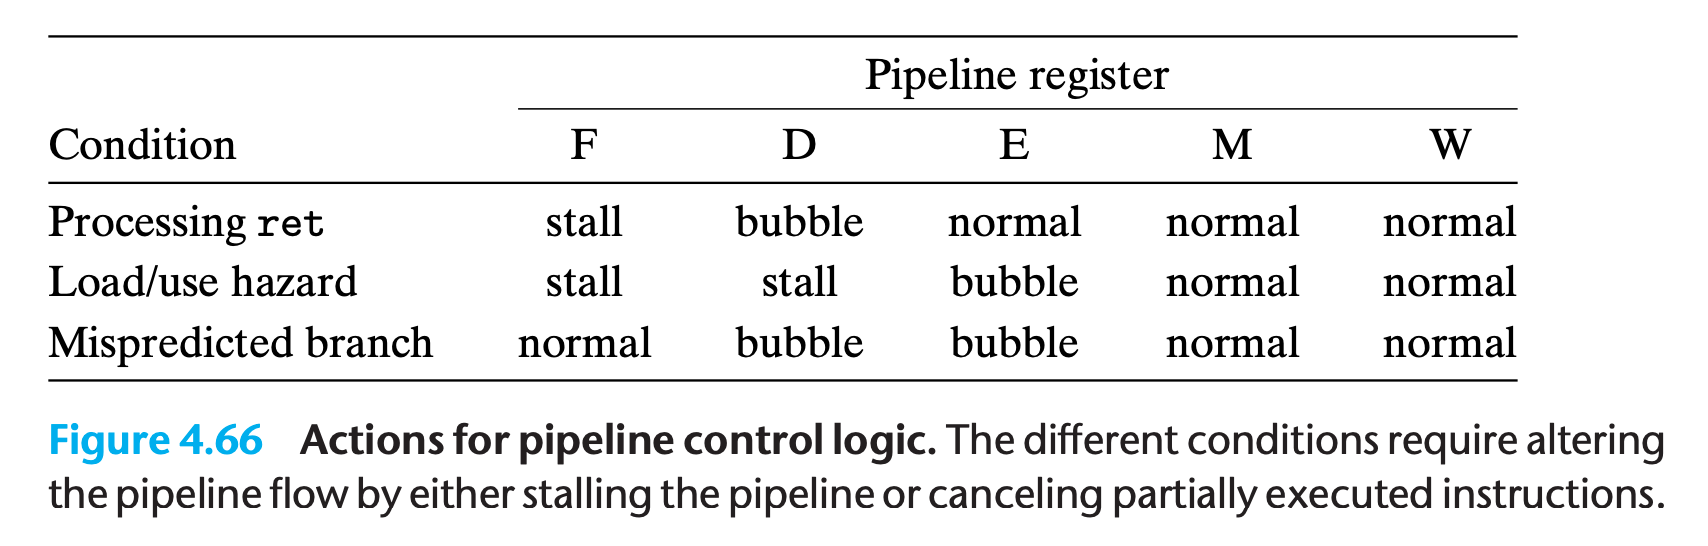 Pipeline register
Condition F D E M W
Processing ret stall bubble normal normal normal
Load/use hazard stall stall bubble normal normal
Mispredicted branch normal bubble bubble normal normal
Figure 4.66 Actions for pipeline control logic. The different conditions require altering
the pipeline flow by either stalling the pipeline or canceling partially executed instructions.